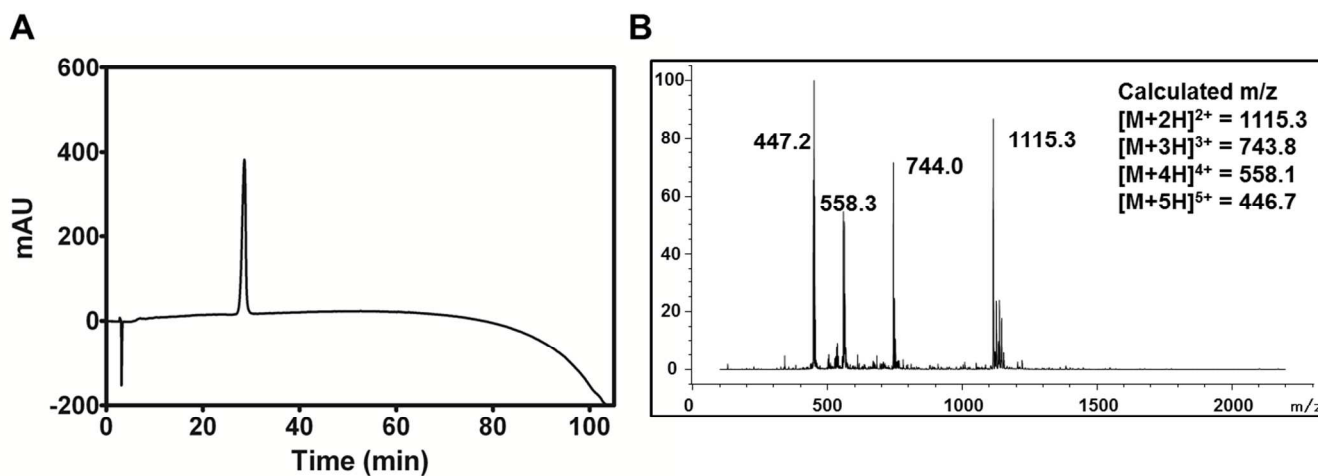 A
600
400
200
0
-200
mAU
0 20 40 60 80 100
Time (min)
B
100
80
60
40
20
0
447.2
558.3
744.0
1115.3
Calculated m/z
[M+2H]²⁺ = 1115.3
[M+3H]³⁺ = 743.8
[M+4H]⁴⁺ = 558.1
[M+5H]⁵⁺ = 446.7
0 500 1000 1500 2000 m/z